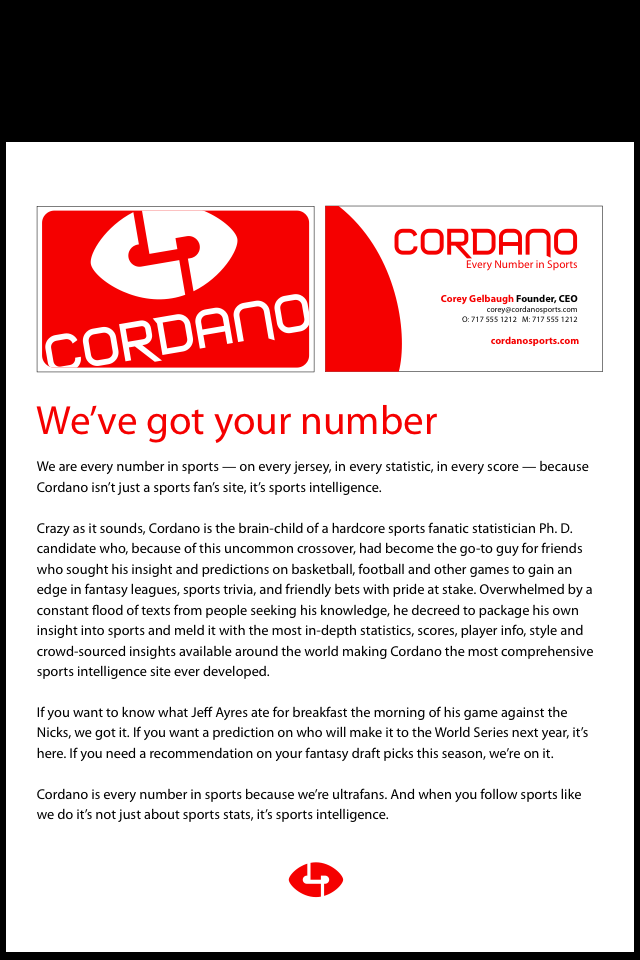 CORDANO
CORDANO
Every Number in Sports
Corey Gelbaugh Founder, CEO
corey@cordanosports.com
O: 717 555 1212 M: 717 555 1212
cordanosports.com
We've got your number
We are every number in sports — on every jersey, in every statistic, in every score — because
Cordano isn't just a sports fan's site, it's sports intelligence.
Crazy as it sounds, Cordano is the brain-child of a hardcore sports fanatic statistician Ph. D.
candidate who, because of this uncommon crossover, had become the go-to guy for friends
who sought his insight and predictions on basketball, football and other games to gain an
edge in fantasy leagues, sports trivia, and friendly bets with pride at stake. Overwhelmed by a
constant flood of texts from people seeking his knowledge, he decreed to package his own
insight into sports and meld it with the most in-depth statistics, scores, player info, style and
crowd-sourced insights available around the world making Cordano the most comprehensive
sports intelligence site ever developed.
If you want to know what Jeff Ayres ate for breakfast the morning of his game against the
Nicks, we got it. If you want a prediction on who will make it to the World Series next year, it's
here. If you need a recommendation on your fantasy draft picks this season, we're on it.
Cordano is every number in sports because we're ultrafans. And when you follow sports like
we do it's not just about sports stats, it's sports intelligence.